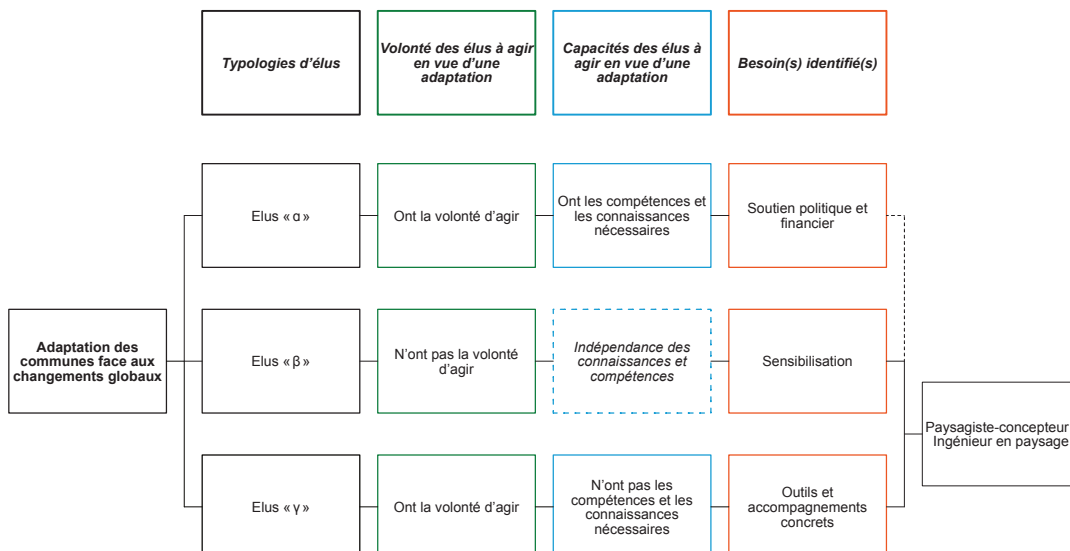 Typologies d'élus
Volonté des élus à agir
en vue d'une
adaptation
Capacités des élus à
agir en vue d'une
adaptation
Besoin(s) identifié(s)
Elus « α »
Ont la volonté d'agir
Ont les compétences et
les connaissances
nécessaires
Soutien politique et
financier
Adaptation des
communes face aux
changements globaux
Elus « β »
N'ont pas la volonté
d'agir
Indépendance des
connaissances et
compétences
Sensibilisation
Paysagiste-concepteur
Ingénieur en paysage
Elus « γ »
Ont la volonté d'agir
N'ont pas les
compétences et les
connaissances
nécessaires
Outils et
accompagnements
concrets